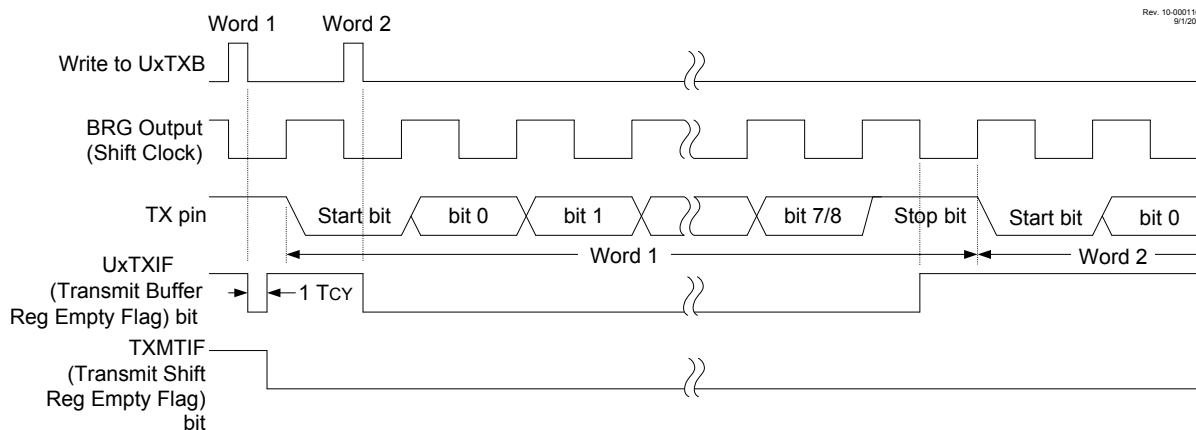 Rev. 10-000110
9/1/20
Word 1 Word 2
Write to UxTXB
BRG Output
(Shift Clock)
TX pin
Start bit bit 0 bit 1 bit 7/8 Stop bit Start bit bit 0
Word 1 Word 2
UxTXIF
(Transmit Buffer
Reg Empty Flag) bit
1 TCY
TXMTIF
(Transmit Shift
Reg Empty Flag)
bit